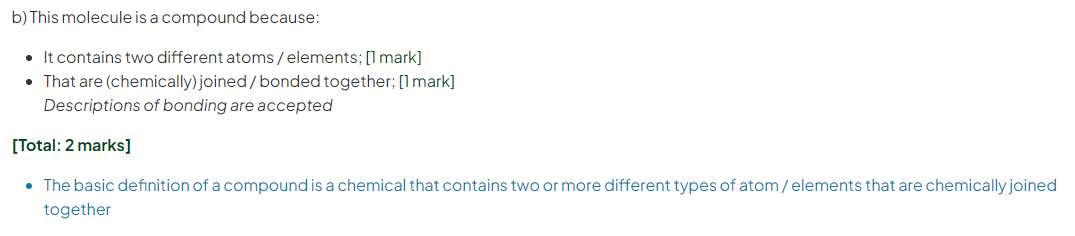 b) This molecule is a compound because:
• It contains two different atoms / elements; [1 mark]
• That are (chemically) joined / bonded together; [1 mark]
Descriptions of bonding are accepted
[Total: 2 marks]
• The basic definition of a compound is a chemical that contains two or more different types of atom / elements that are chemically joined
together